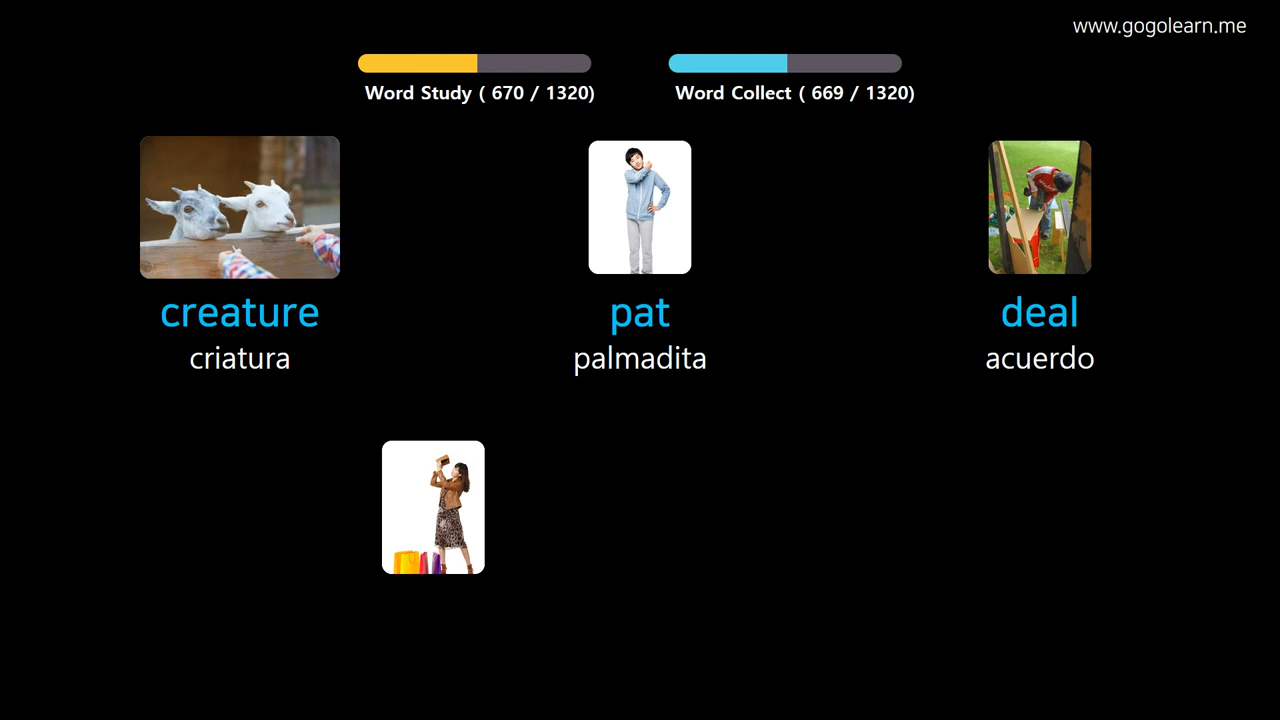 www.gogolearn.me
Word Study ( 670 / 1320)
Word Collect ( 669 / 1320)
creature
criatura
pat
palmadita
deal
acuerdo